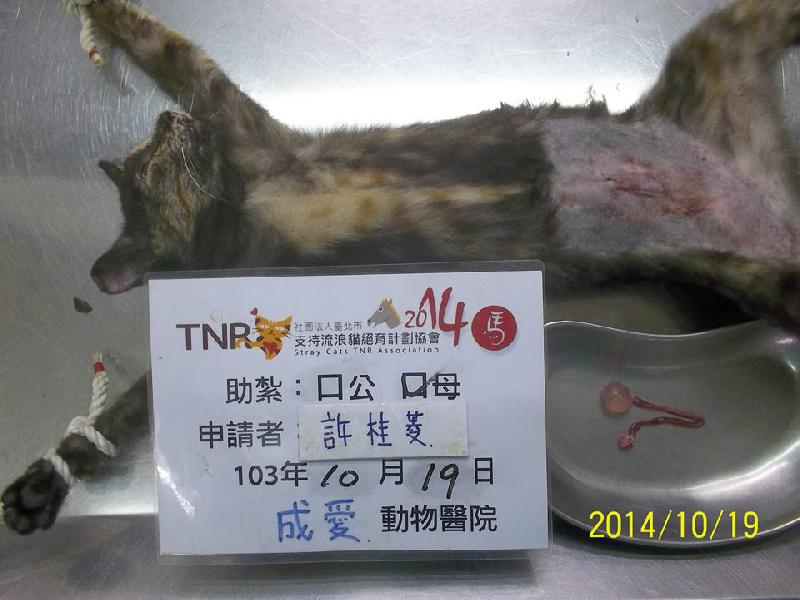 TNR 社團法人臺北市 2014 馬
支持流浪貓絕育計劃協會
Stray Cats TNR Association
助紮：口公 口母
申請者：許桂菱
103年10月19日
成愛 動物醫院
2014/10/19